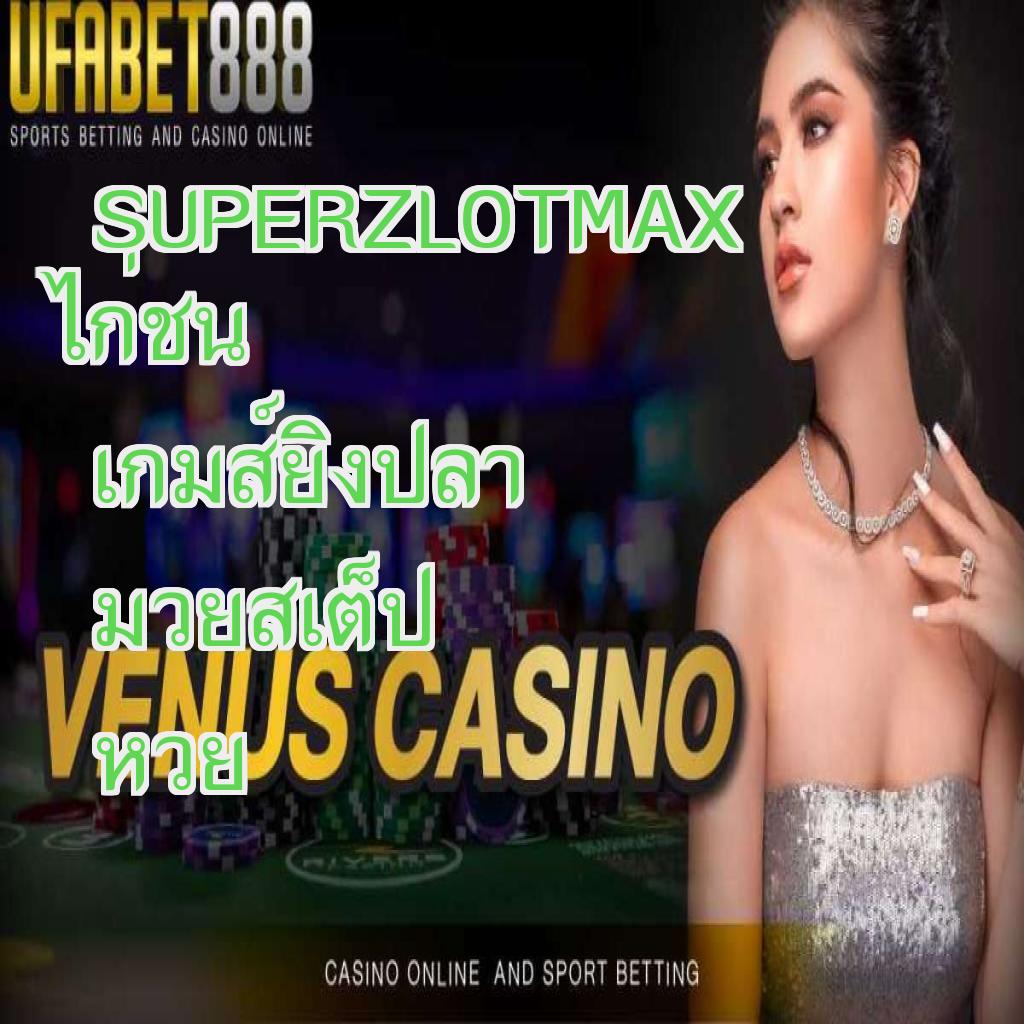 UFABET888
SPORTS BETTING AND CASINO ONLINE
SุUPERZLOTMAX
ไกชน
เกมส์ยิงปลา
มวยสเต็ป
VENUS CASINO
หวย
CASINO ONLINE AND SPORT BETTING